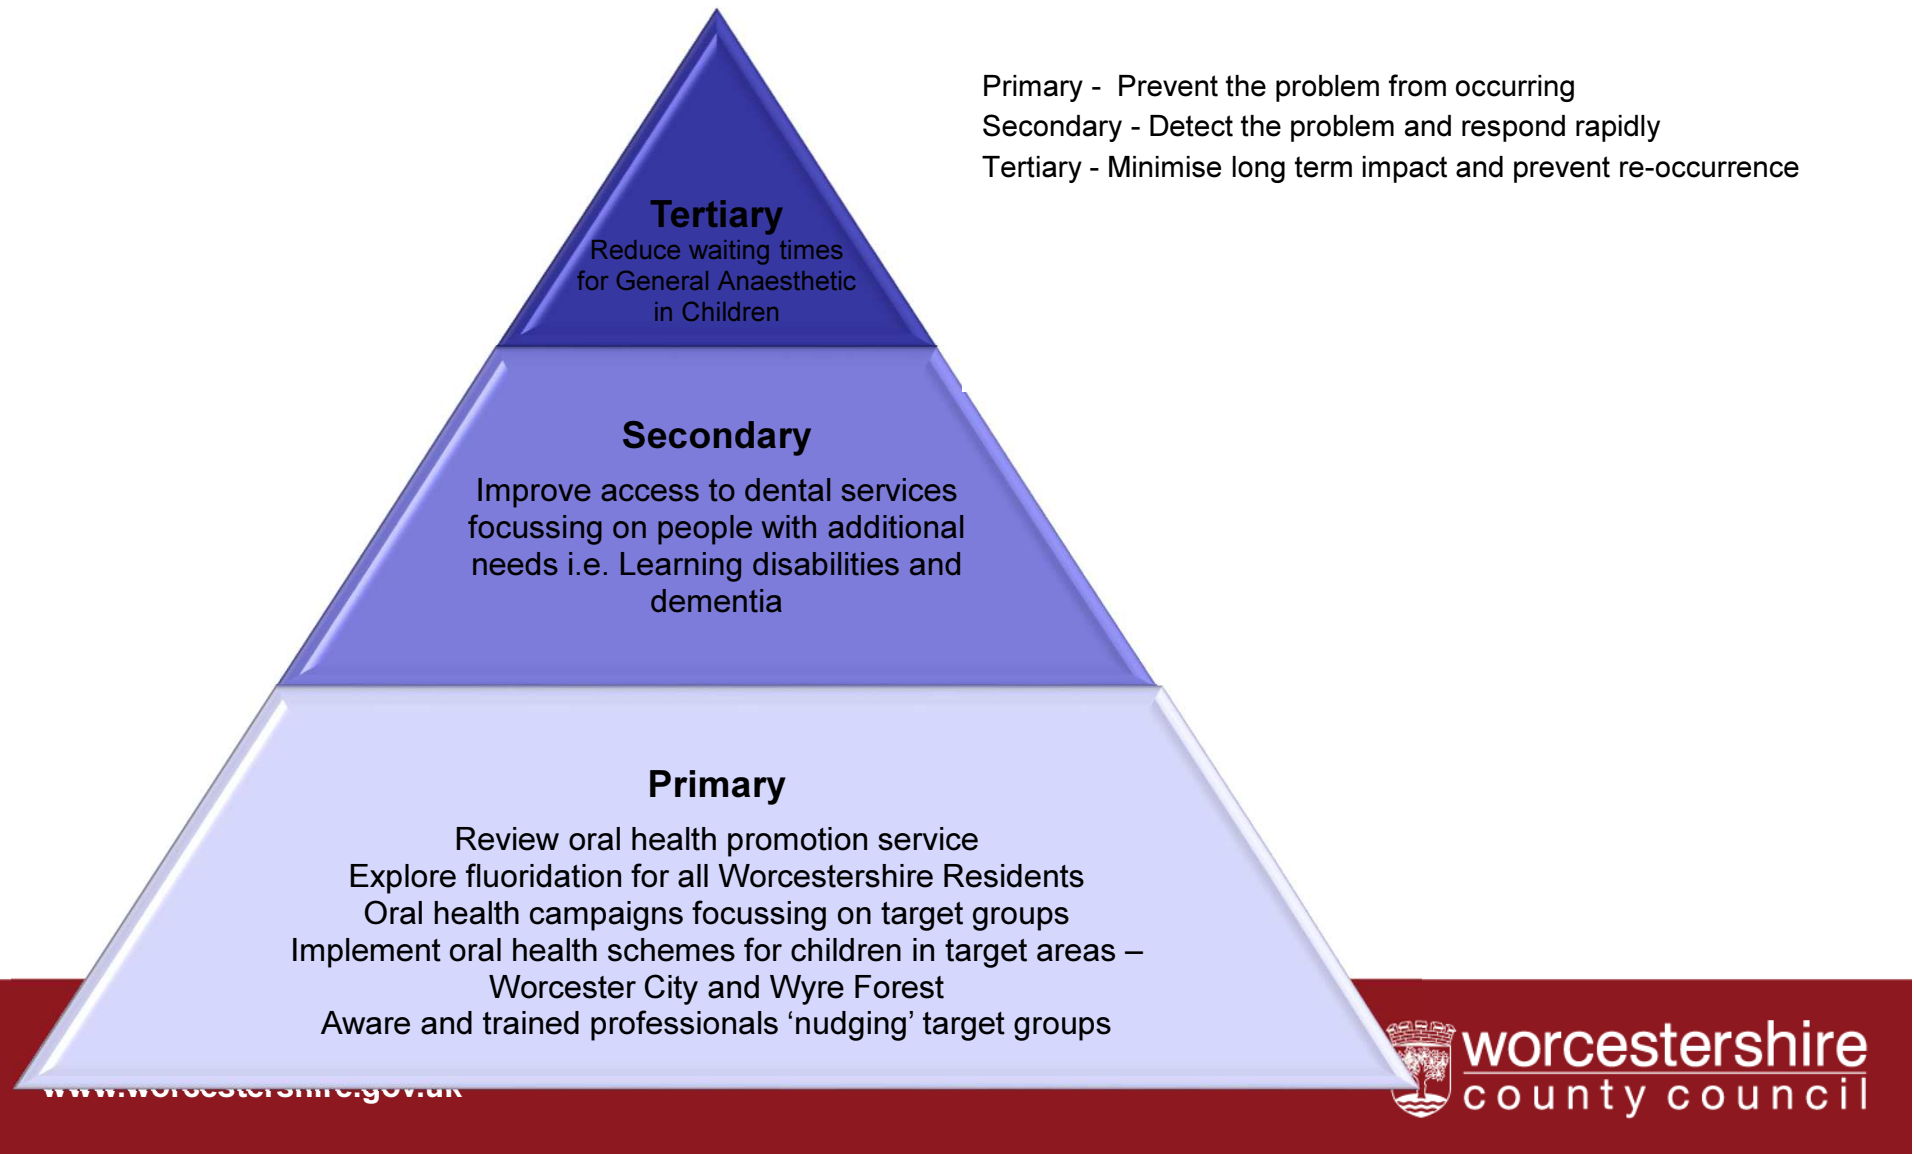 Primary -  Prevent the problem from occurring
Secondary - Detect the problem and respond rapidly
Tertiary - Minimise long term impact and prevent re-occurrence
Tertiary
Reduce waiting times
for General Anaesthetic
in Children
Secondary
Improve access to dental services
focussing on people with additional
needs i.e. Learning disabilities and
dementia
Primary
Review oral health promotion service
Explore fluoridation for all Worcestershire Residents
Oral health campaigns focussing on target groups
Implement oral health schemes for children in target areas –
Worcester City and Wyre Forest
Aware and trained professionals ‘nudging’ target groups
www.worcestershire.gov.uk
worcestershire
county council